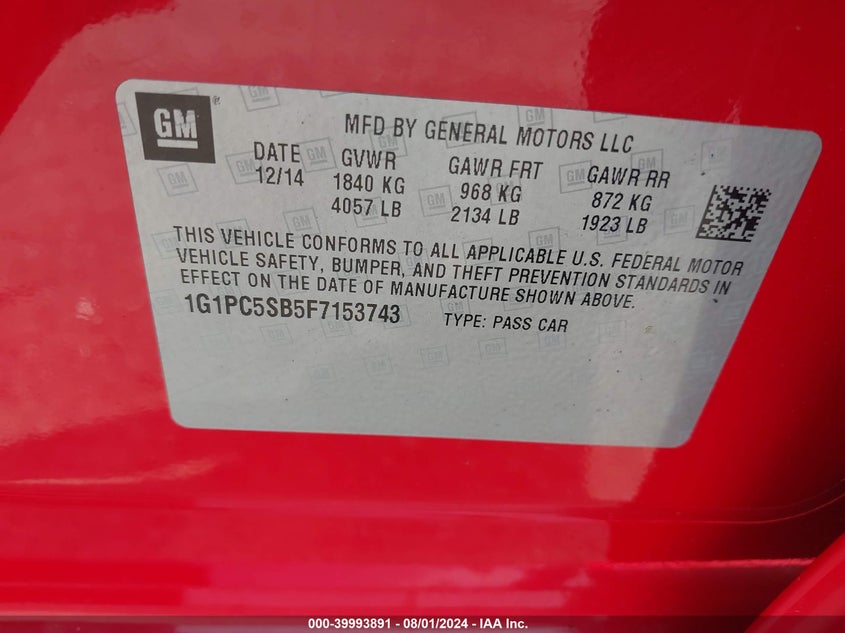 GM
MFD BY GENERAL MOTORS LLC
DATE GVWR GAWR FRT GAWR RR
12/14 1840 KG 968 KG 872 KG
4057 LB 2134 LB 1923 LB
THIS VEHICLE CONFORMS TO ALL APPLICABLE U.S. FEDERAL MOTOR
VEHICLE SAFETY, BUMPER, AND THEFT PREVENTION STANDARDS IN
EFFECT ON THE DATE OF MANUFACTURE SHOWN ABOVE.
1G1PC5SB5F7153743 TYPE: PASS CAR
000-39993891 - 08/01/2024 - IAA Inc.